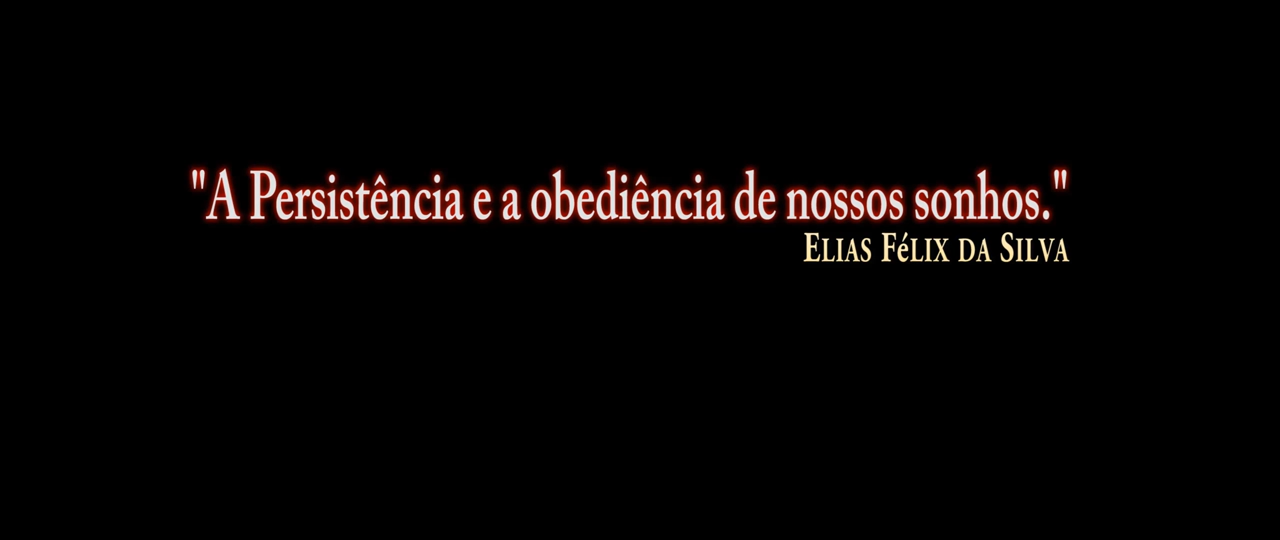 "A Persistência e a obediência de nossos sonhos."
ELIAS FéLIX DA SILVA